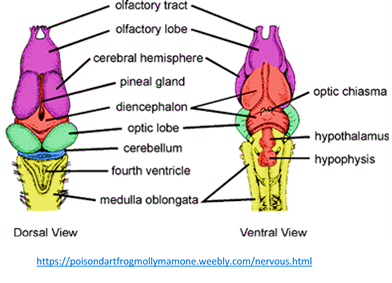 olfactory tract
olfactory lobe
cerebral hemisphere
pineal gland
diencephalon
optic lobe
cerebellum
fourth ventricle
medulla oblongata
optic chiasma
hypothalamus
hypophysis
Dorsal View
Ventral View
https://poisondartfrogmollymamone.weebly.com/nervous.html